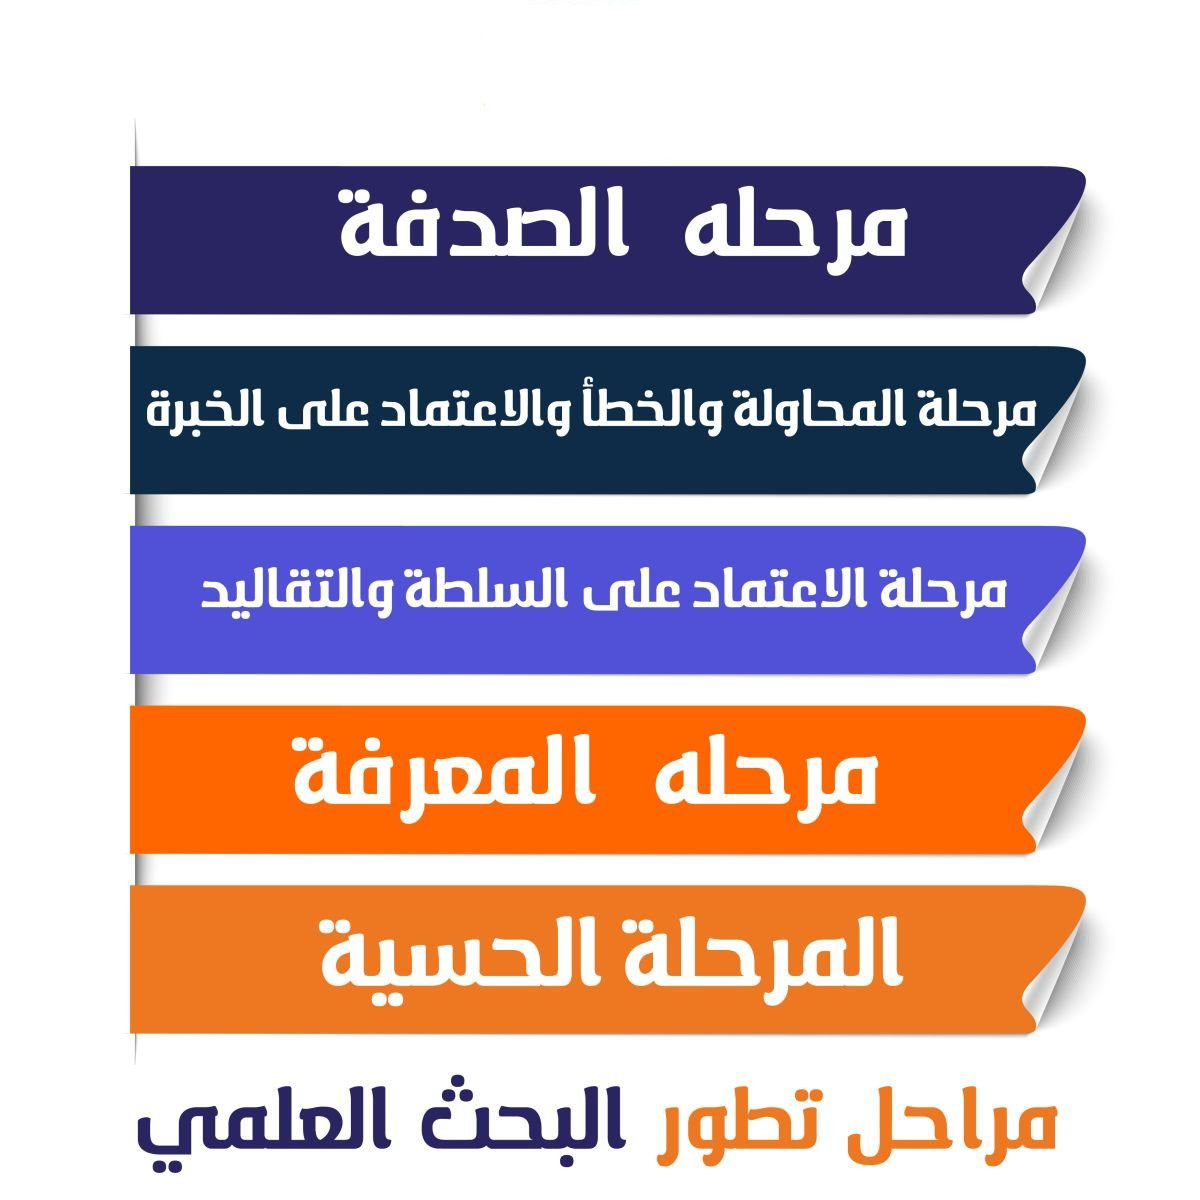 مرحله الصدفة
مرحلة المحاولة والخطأ والاعتماد على الخبرة
مرحلة الاعتماد على السلطة والتقاليد
مرحله المعرفة
المرحلة الحسية
مراحل تطور البحث العلمي